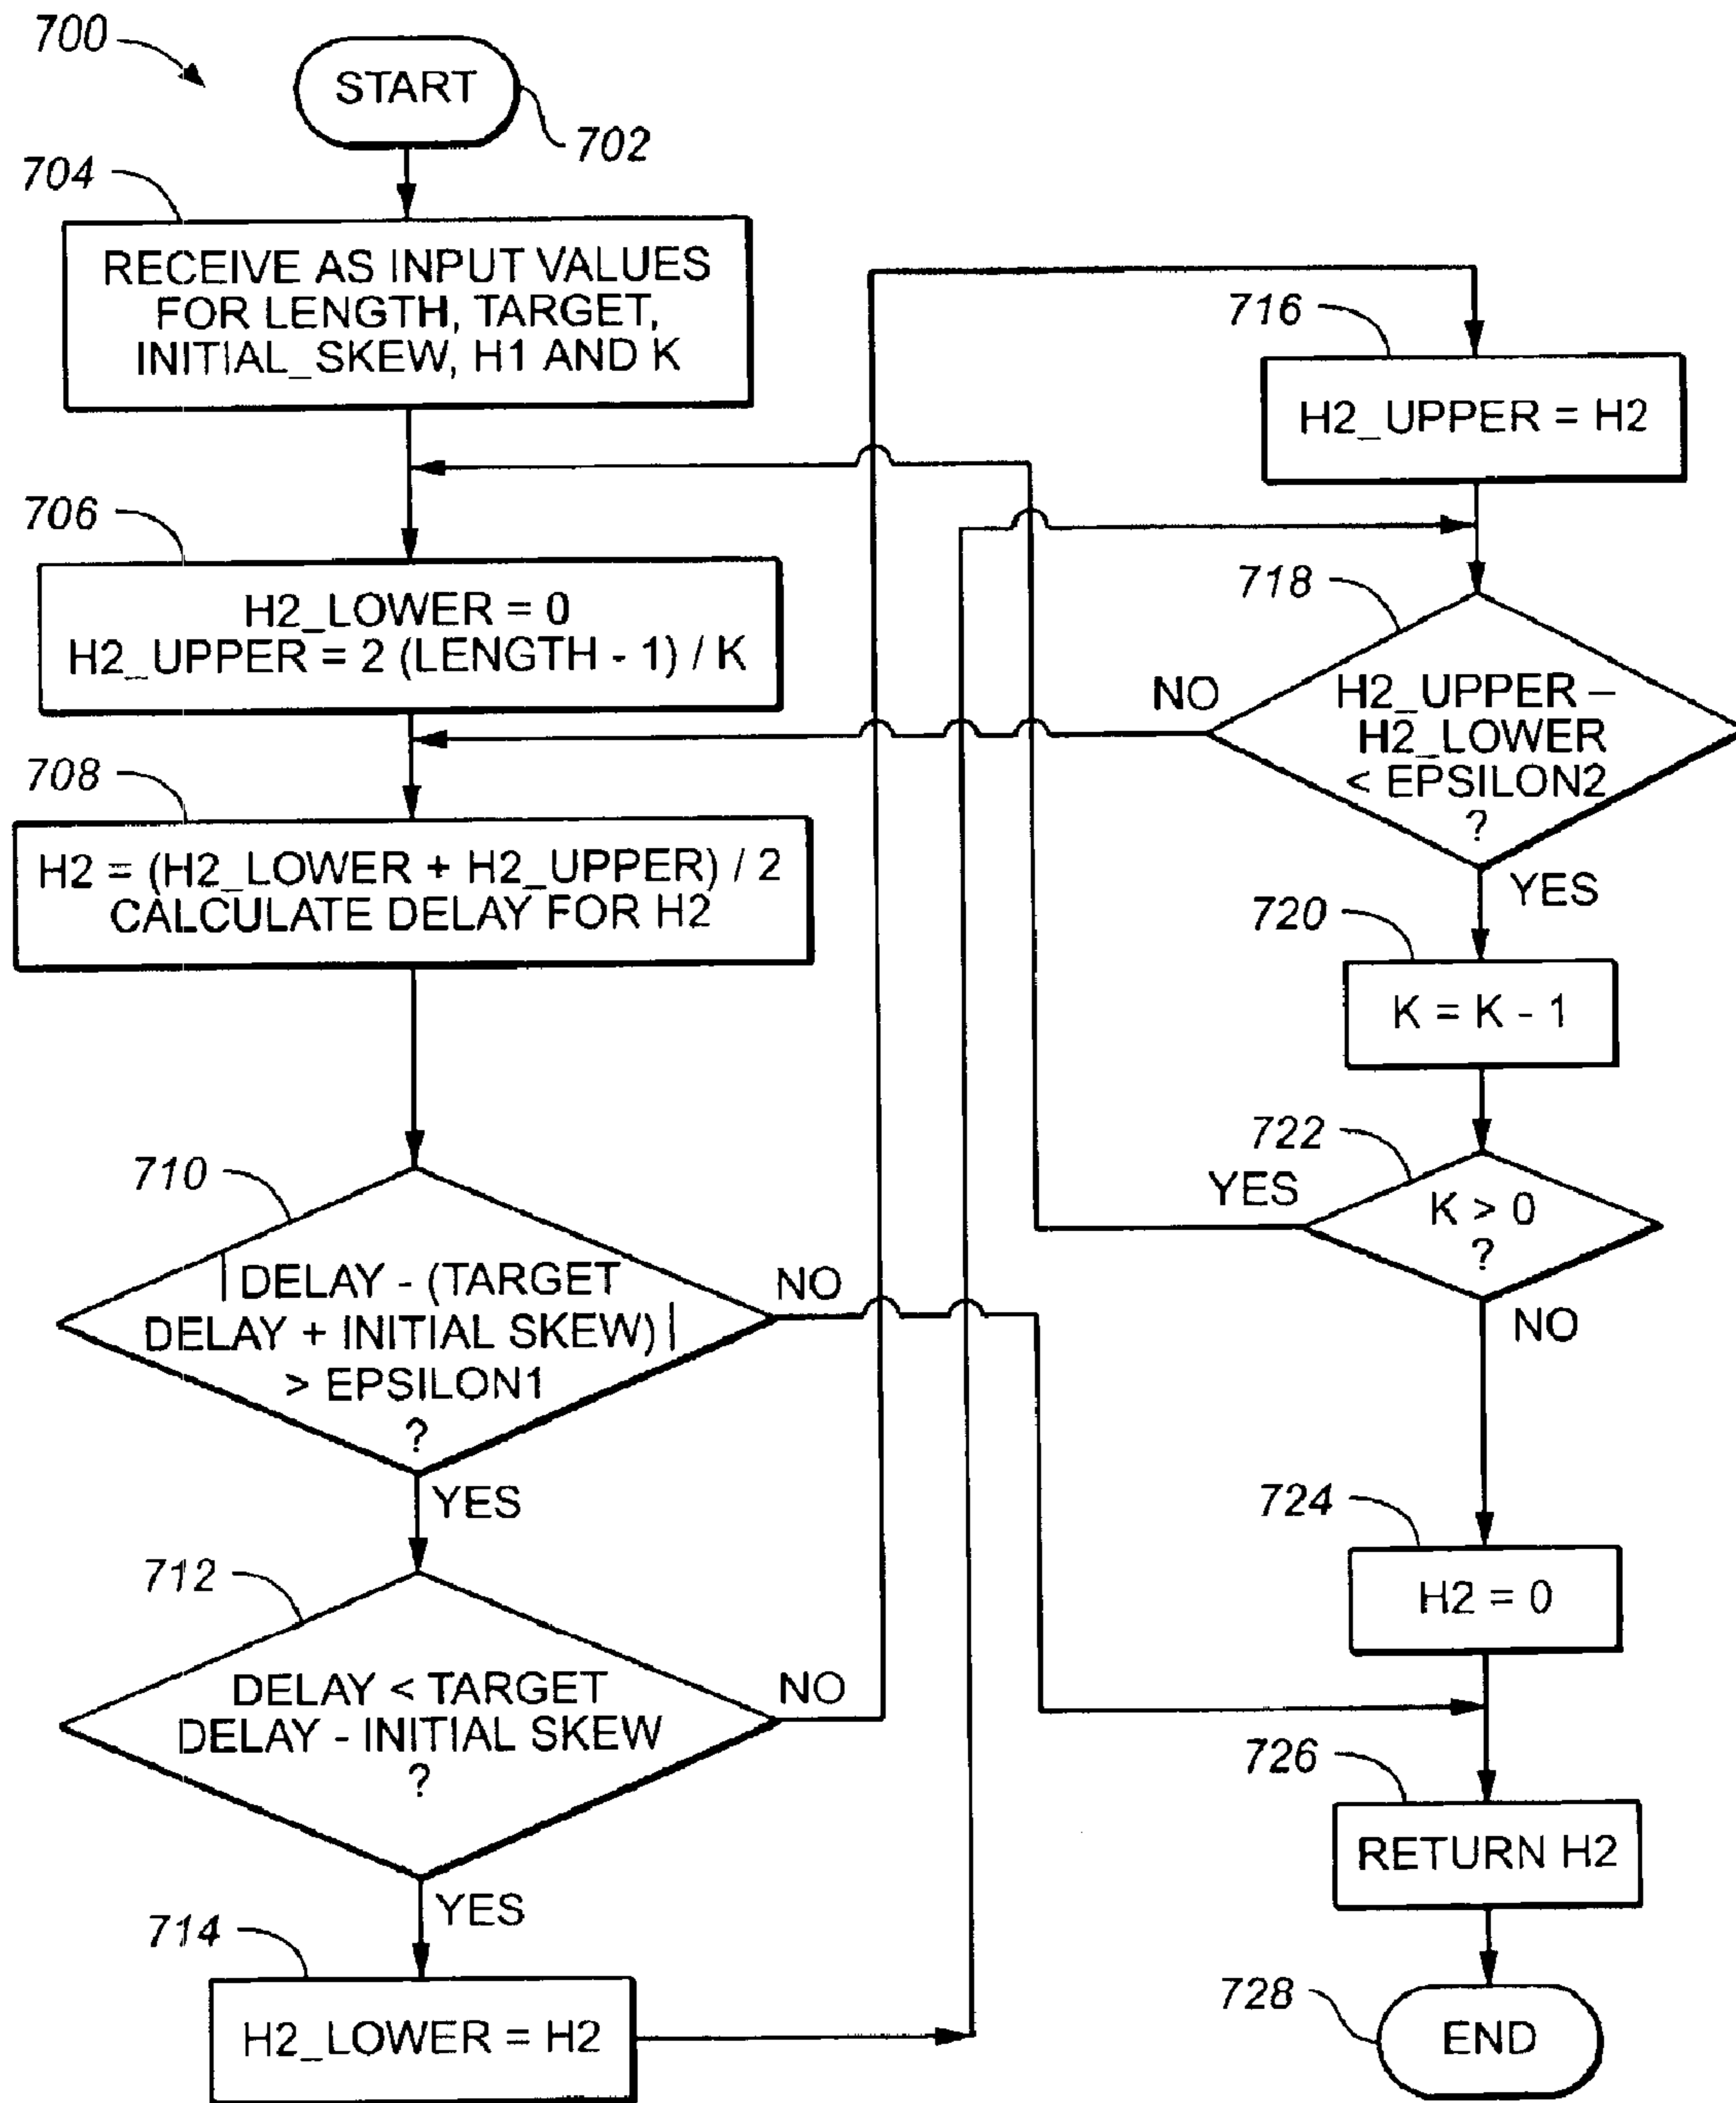 700
START
702
704
RECEIVE AS INPUT VALUES
FOR LENGTH, TARGET,
INITIAL_SKEW, H1 AND K
706
H2_LOWER = 0
H2_UPPER = 2 (LENGTH - 1) / K
708
H2 = (H2_LOWER + H2_UPPER) / 2
CALCULATE DELAY FOR H2
710
| DELAY - (TARGET
DELAY + INITIAL SKEW) |
> EPSILON1
?
NO
YES
712
DELAY < TARGET
DELAY - INITIAL SKEW
?
NO
YES
714
H2_LOWER = H2
716
H2_UPPER = H2
718
H2_UPPER –
H2_LOWER
< EPSILON2
?
NO
YES
720
K = K - 1
722
K > 0
?
YES
NO
724
H2 = 0
726
RETURN H2
728
END